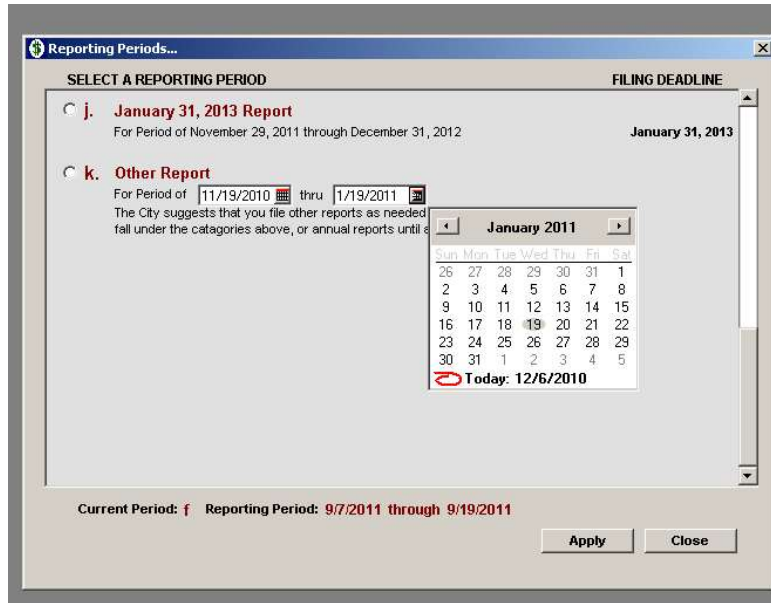 Reporting Periods...
SELECT A REPORTING PERIOD FILING DEADLINE
j. January 31, 2013 Report
For Period of November 29, 2011 through December 31, 2012 January 31, 2013
k. Other Report
For Period of 11/19/2010 thru 1/19/2011
The City suggests that you file other reports as needed
fall under the catagories above, or annual reports until
January 2011
Sun Mon Tue Wed Thu Fri Sat
26 27 28 29 30 31 1
2 3 4 5 6 7 8
9 10 11 12 13 14 15
16 17 18 19 20 21 22
23 24 25 26 27 28 29
30 31 1 2 3 4 5
Today: 12/6/2010
Current Period: f Reporting Period: 9/7/2011 through 9/19/2011
Apply Close